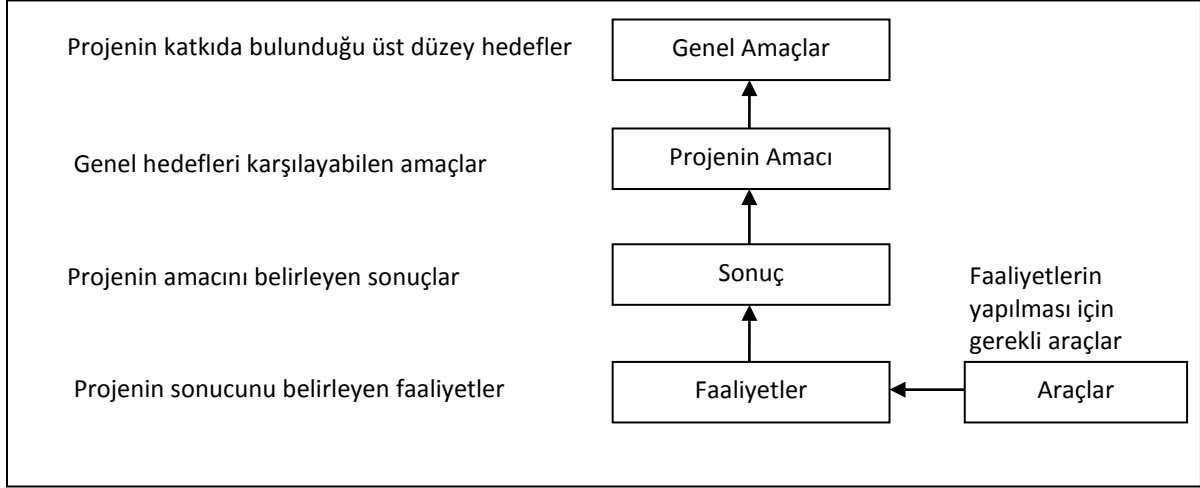 Projenin katkıda bulunduğu üst düzey hedefler
Genel Amaçlar
Genel hedefleri karşılayabilen amaçlar
Projenin Amacı
Projenin amacını belirleyen sonuçlar
Sonuç
Faaliyetlerin
yapılması için
gerekli araçlar
Projenin sonucunu belirleyen faaliyetler
Faaliyetler
Araçlar